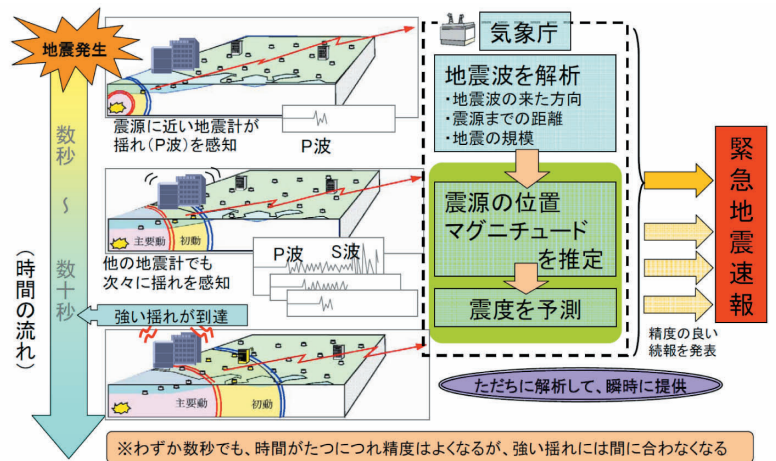 地震発生
数秒
～
数十秒
(時間の流れ)
震源に近い地震計が
揺れ(P波)を感知
P波
主要動
初動
他の地震計でも
次々に揺れを感知
P波
S波
強い揺れが到達
主要動
初動
気象庁
地震波を解析
・地震波の来た方向
・震源までの距離
・地震の規模
震源の位置
マグニチュード
を推定
震度を予測
緊急地震速報
精度の良い
続報を発表
ただちに解析して、瞬時に提供
※わずか数秒でも、時間がたつにつれ精度はよくなるが、強い揺れには間に合わなくなる